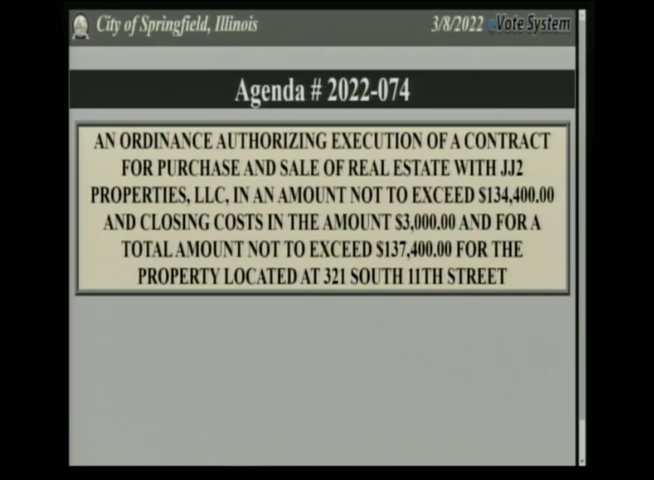 City of Springfield, Illinois 3/8/2022 eVote System
Agenda # 2022-074
AN ORDINANCE AUTHORIZING EXECUTION OF A CONTRACT
FOR PURCHASE AND SALE OF REAL ESTATE WITH JJ2
PROPERTIES, LLC, IN AN AMOUNT NOT TO EXCEED $134,400.00
AND CLOSING COSTS IN THE AMOUNT $3,000.00 AND FOR A
TOTAL AMOUNT NOT TO EXCEED $137,400.00 FOR THE
PROPERTY LOCATED AT 321 SOUTH 11TH STREET